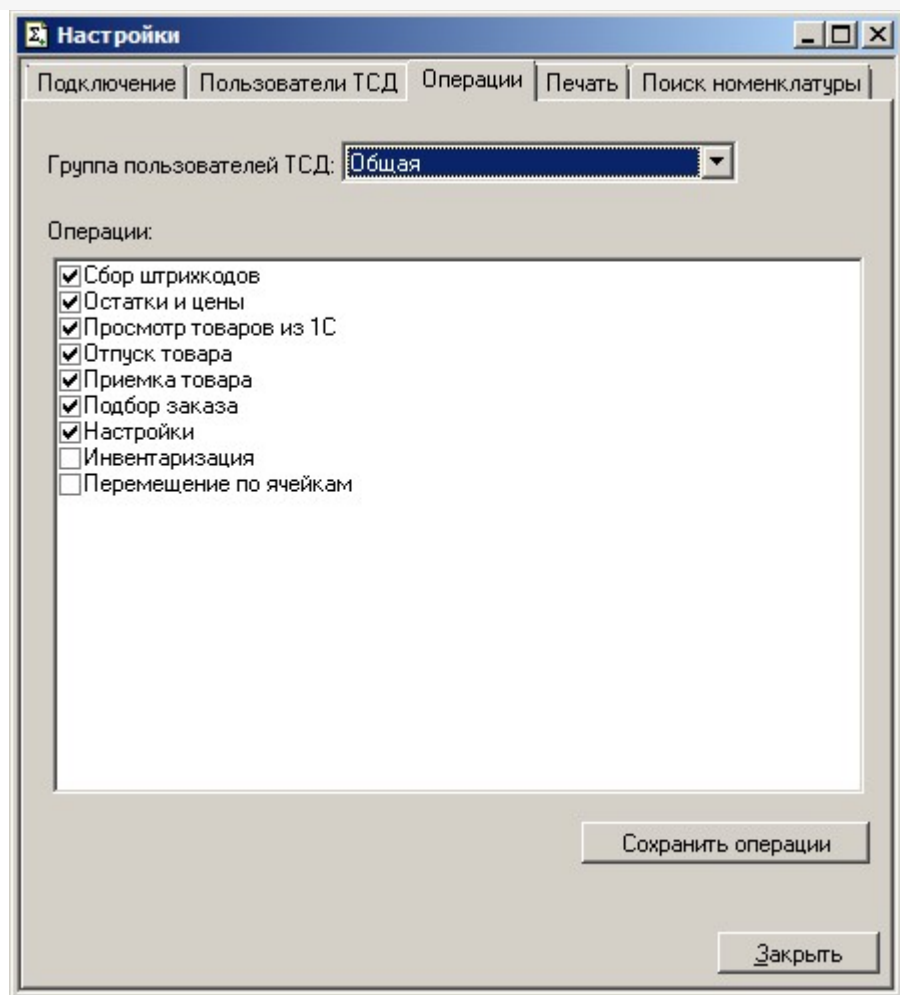 Настройки
Подключение Пользователи ТСД Операции Печать Поиск номенклатуры
Группа пользователей ТСД: Общая
Операции:
Сбор штрихкодов
Остатки и цены
Просмотр товаров из 1С
Отпуск товара
Приемка товара
Подбор заказа
Настройки
Инвентаризация
Перемещение по ячейкам
Сохранить операции
Закрыть